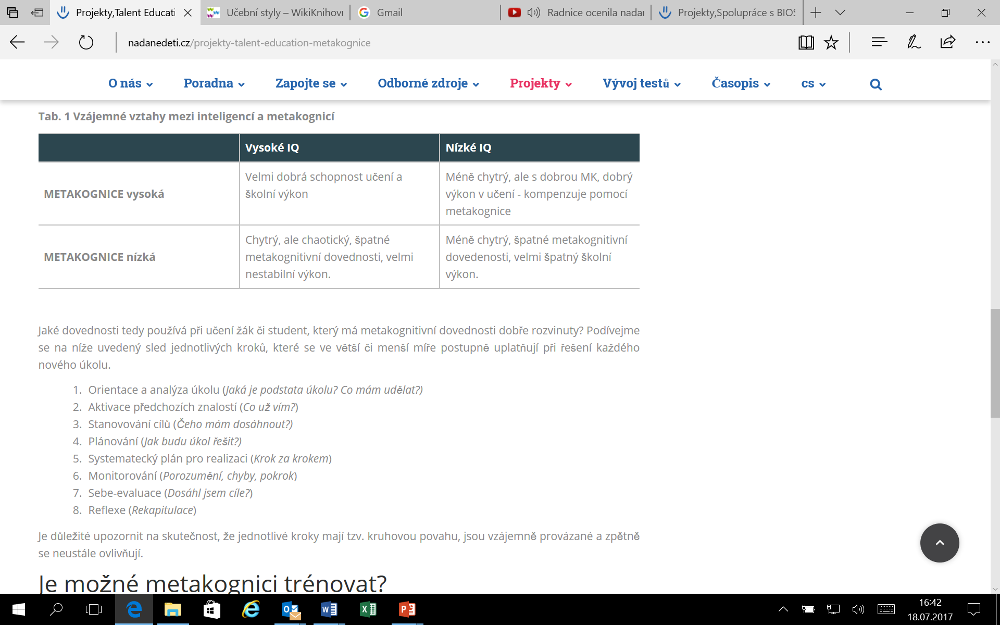 Projekty,Talent Educati
Učební styly – WikiKnihovn
Gmail
Radnice ocenila nadan
Projekty,Spolupráce s BIOS
nadanedeti.cz/projekty-talent-education-metakognice
O nás Poradna Zapojte se Odborné zdroje Projekty Vývoj testů Časopis cs
Tab. 1 Vzájemné vztahy mezi inteligencí a metakognicí
Vysoké IQ
Nízké IQ
METAKOGNICE vysoká
Velmi dobrá schopnost učení a
školní výkon
Méně chytrý, ale s dobrou MK, dobrý
výkon v učení - kompenzuje pomocí
metakognice
METAKOGNICE nízká
Chytrý, ale chaotický, špatné
metakognitivní dovednosti, velmi
nestabilní výkon.
Méně chytrý, špatné metakognitivní
dovedenosti, velmi špatný školní
výkon.
Jaké dovednosti tedy používá při učení žák či student, který má metakognitivní dovednosti dobře rozvinuty? Podívejme
se na níže uvedený sled jednotlivých kroků, které se ve větší či menší míře postupně uplatňují při řešení každého
nového úkolu.
1. Orientace a analýza úkolu (Jaká je podstata úkolu? Co mám udělat?)
2. Aktivace předchozích znalostí (Co už vím?)
3. Stanovování cílů (Čeho mám dosáhnout?)
4. Plánování (Jak budu úkol řešit?)
5. Systematecký plán pro realizaci (Krok za krokem)
6. Monitorování (Porozumění, chyby, pokrok)
7. Sebe-evaluace (Dosáhl jsem cíle?)
8. Reflexe (Rekapitulace)
Je důležité upozornit na skutečnost, že jednotlivé kroky mají tzv. kruhovou povahu, jsou vzájemně provázané a zpětně
se neustále ovlivňují.
Je možné metakognici trénovat?
16:42
18.07.2017